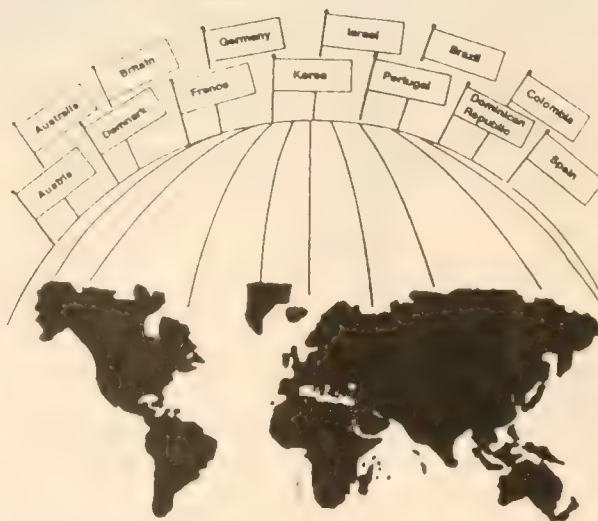 Australia
Britain
Germany
Israel
Brazil
Colombia
Austria
Denmark
France
Korea
Portugal
Dominican
Republic
Spain